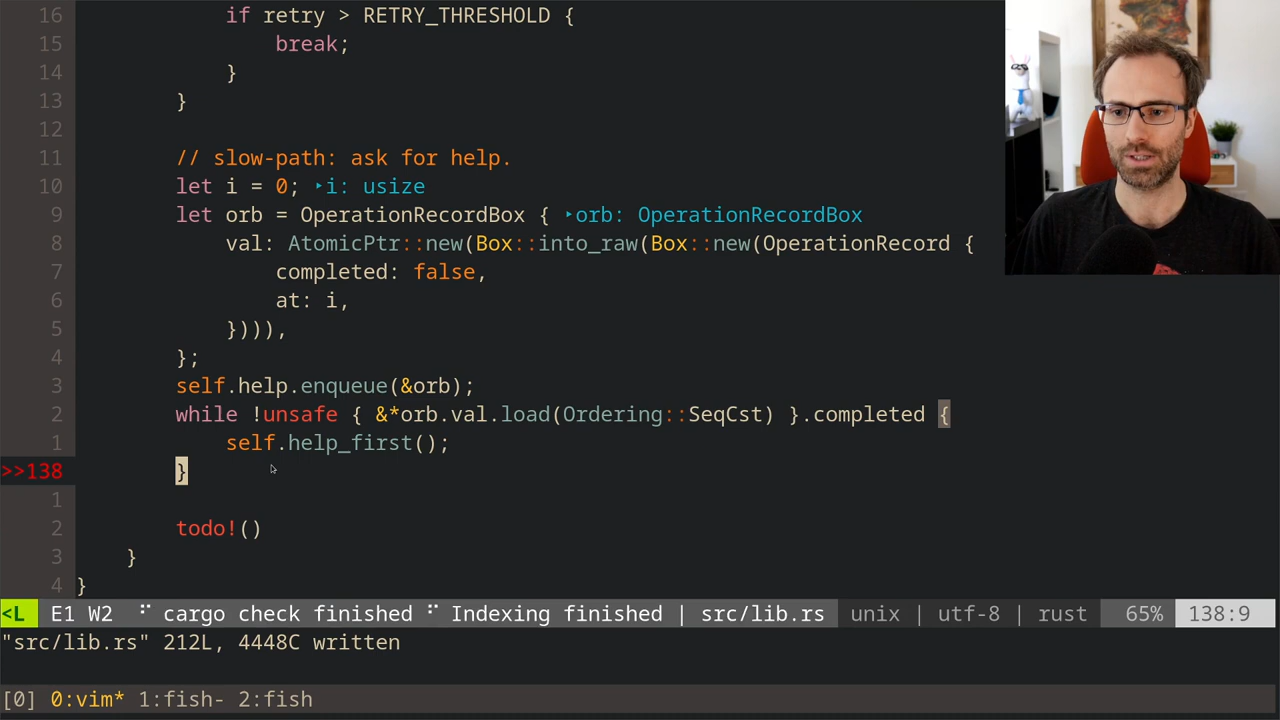 16 if retry > RETRY_THRESHOLD {
15 break;
14 }
13 }
12
11 // slow-path: ask for help.
10 let i = 0; ‣i: usize
9 let orb = OperationRecordBox { ‣orb: OperationRecordBox
8 val: AtomicPtr::new(Box::into_raw(Box::new(OperationRecord {
7 completed: false,
6 at: i,
5 }))),
4 };
3 self.help.enqueue(&orb);
2 while !unsafe { &*orb.val.load(Ordering::SeqCst) }.completed {
1 self.help_first();
>>138 }
1
2 todo!()
3 }
4 }
<L E1 W2 ⠋ cargo check finished ⠋ Indexing finished | src/lib.rs unix | utf-8 | rust 65% 138:9
"src/lib.rs" 212L, 4448C written
[0] 0:vim* 1:fish- 2:fish